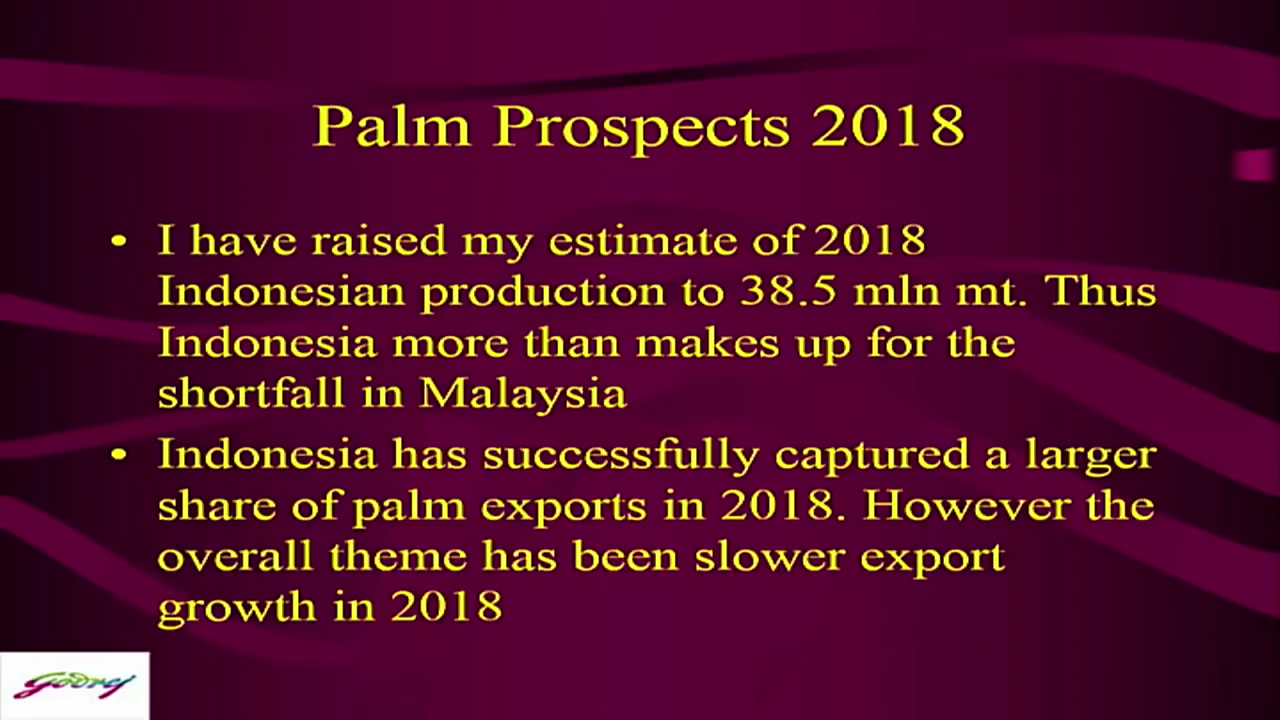 Palm Prospects 2018
• I have raised my estimate of 2018
Indonesian production to 38.5 mln mt. Thus
Indonesia more than makes up for the
shortfall in Malaysia
• Indonesia has successfully captured a larger
share of palm exports in 2018. However the
overall theme has been slower export
growth in 2018
Godrej